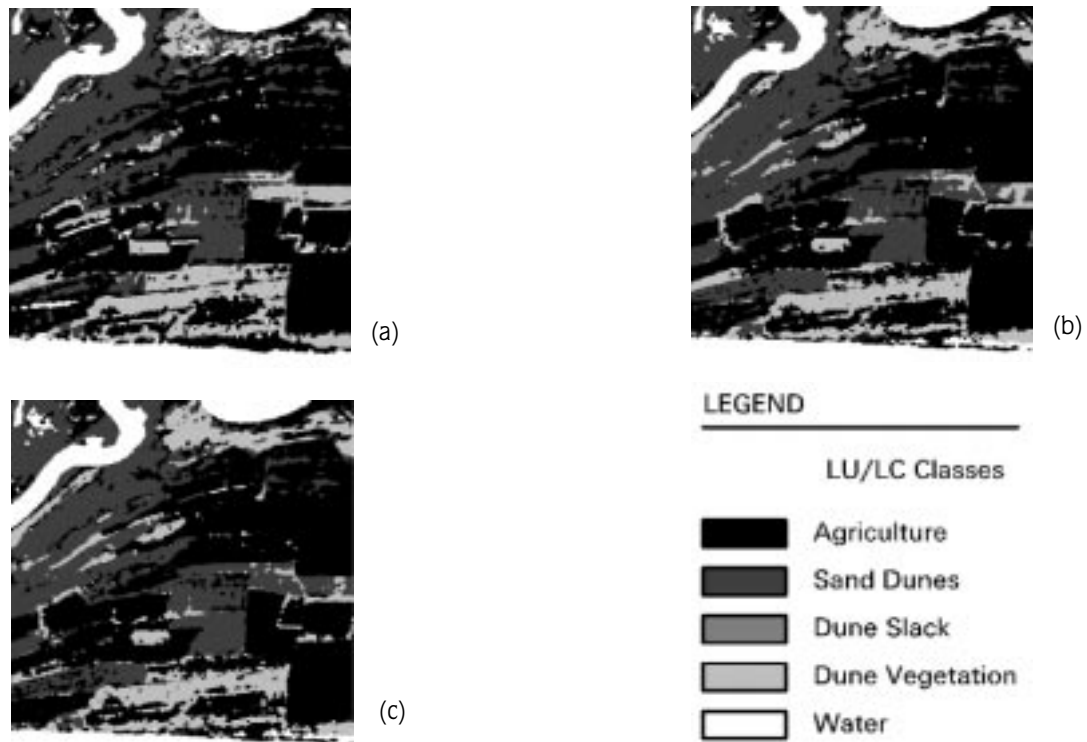 (a)
(b)
(c)
LEGEND
LU/LC Classes
Agriculture
Sand Dunes
Dune Slack
Dune Vegetation
Water